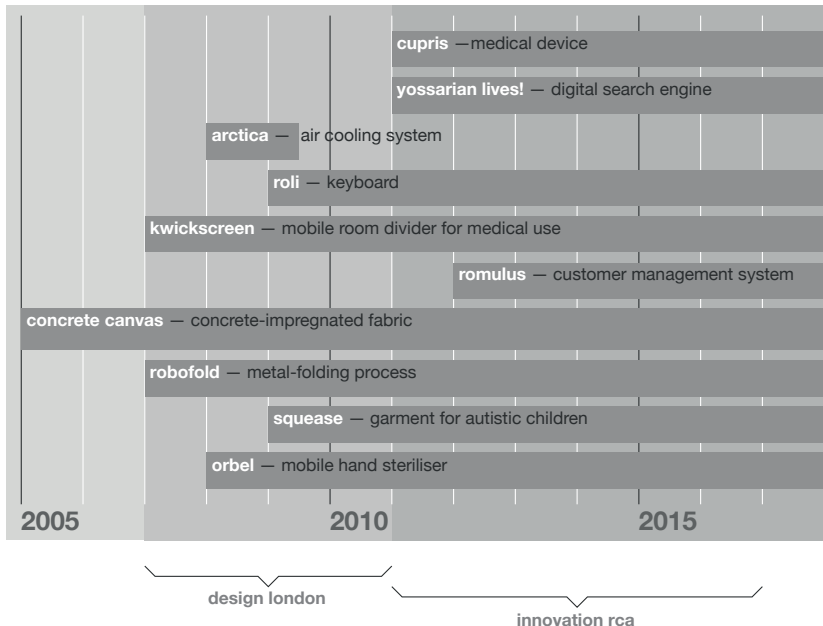 cupris —medical device
yossarian lives! — digital search engine
arctica — air cooling system
roli — keyboard
kwickscreen — mobile room divider for medical use
romulus — customer management system
concrete canvas — concrete-impregnated fabric
robofold — metal-folding process
squease — garment for autistic children
orbel — mobile hand steriliser
2005 2010 2015
design london
innovation rca